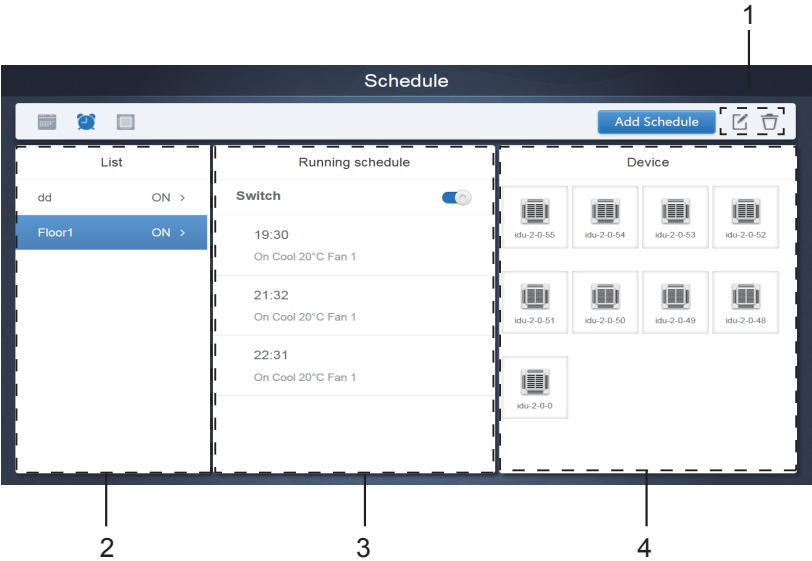 1
Schedule
Add Schedule
List
dd ON >
Floor1 ON >
Running schedule
Switch
19:30
On Cool 20°C Fan 1
21:32
On Cool 20°C Fan 1
22:31
On Cool 20°C Fan 1
Device
idu-2-0-55 idu-2-0-54 idu-2-0-53 idu-2-0-52
idu-2-0-51 idu-2-0-50 idu-2-0-49 idu-2-0-48
idu-2-0-0
2 3 4